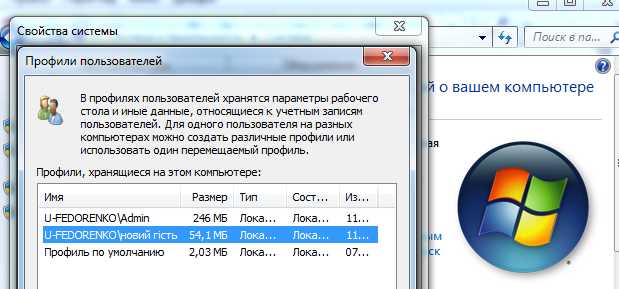 Свойства системы
Поиск в па...
Профили пользователей
й о вашем компьютере
В профилях пользователей хранятся параметры рабочего
стола и иные данные, относящиеся к учетным записям
пользователей. Для одного пользователя на разных
компьютерах можно создать различные профили или
использовать один перемещаемый профиль.
ая
Профили, хранящиеся на этом компьютере:
Имя Размер Тип Сост... Из...
U-FEDORENKO\Admin 246 МБ Лока... Лока... 11...
U-FEDORENKO\новий гість 54,1 МБ Лока... Лока... 11...
Профиль по умолчанию 2,03 МБ Лока... Лока... 07...
ым
ск